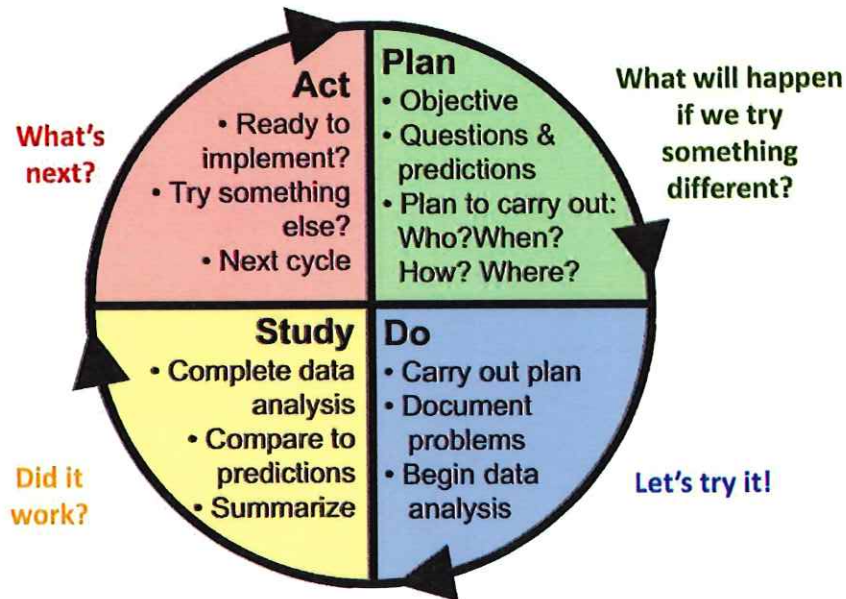 Act
• Ready to
implement?
• Try something
else?
• Next cycle
Plan
• Objective
• Questions &
predictions
• Plan to carry out:
Who?When?
How? Where?
What will happen
if we try
something
different?
Do
• Carry out plan
• Document
problems
• Begin data
analysis
Let's try it!
Study
• Complete data
analysis
• Compare to
predictions
• Summarize
Did it
work?
What's
next?